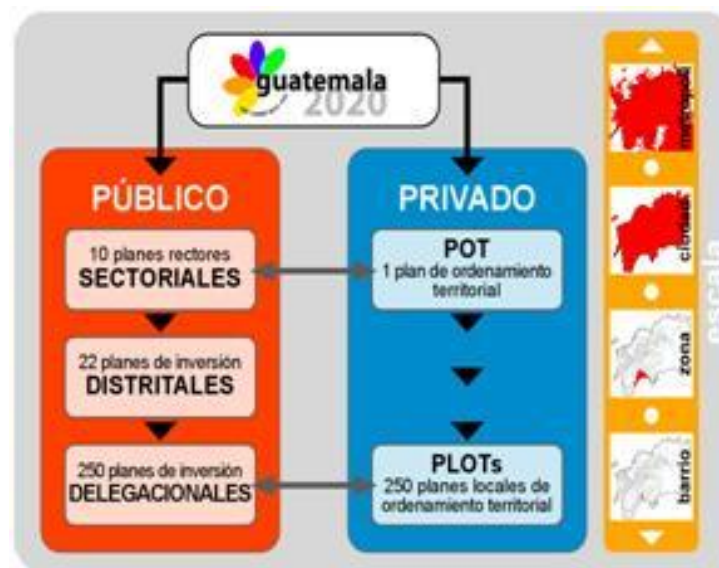 guatemala
2020
PÚBLICO
10 planes rectores
SECTORIALES
22 planes de inversión
DISTRITALES
250 planes de inversión
DELEGACIONALES
PRIVADO
POT
1 plan de ordenamiento
territorial
PLOTs
250 planes locales de
ordenamiento territorial
metrópoli
ciudad
zona
barrio
escala